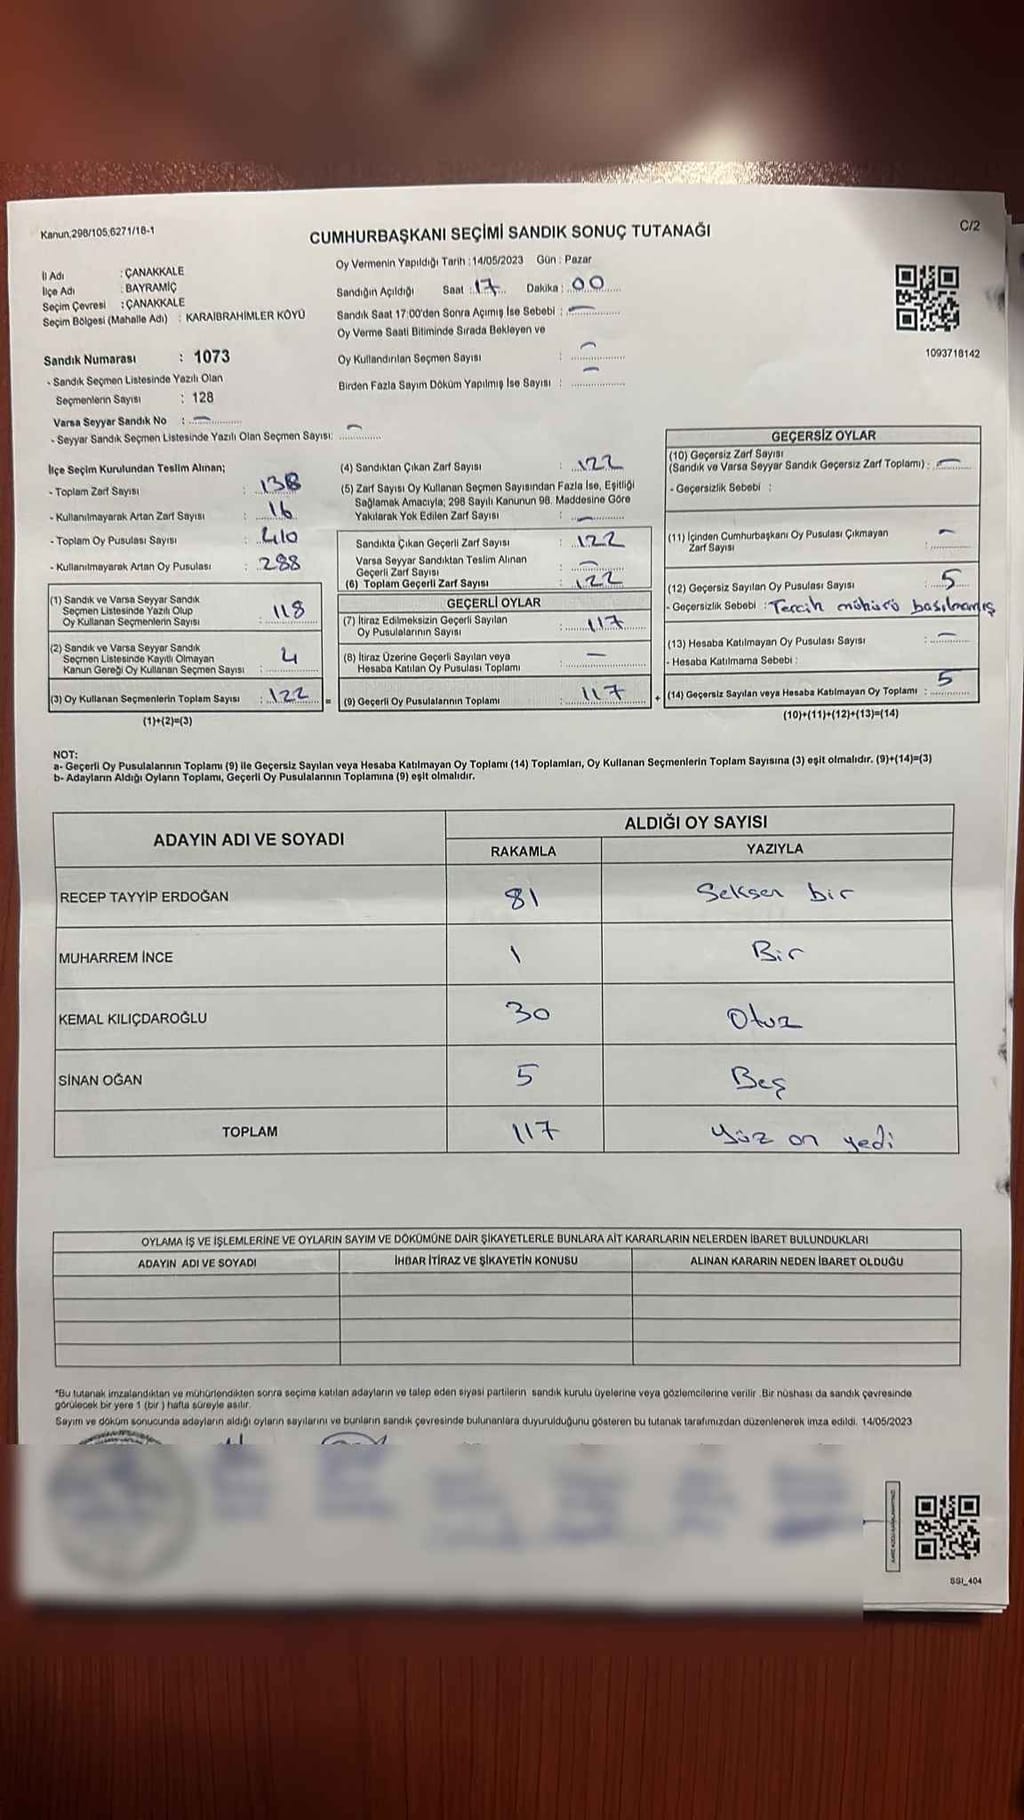 Kanun,298/105,6271/18-1
C/2
CUMHURBAŞKANI SEÇİMİ SANDIK SONUÇ TUTANAĞI
İl Adı : ÇANAKKALE
İlçe Adı : BAYRAMİÇ
Seçim Çevresi : ÇANAKKALE
Seçim Bölgesi (Mahalle Adı) : KARAİBRAHİMLER KÖYÜ
Oy Vermenin Yapıldığı Tarih : 14/05/2023 Gün : Pazar
Sandığın Açıldığı Saat : 17 Dakika : 00
Sandık Saat 17:00'den Sonra Açımış İse Sebebi : —
Oy Verme Saati Bitiminde Sırada Bekleyen ve
Oy Kullandırılan Seçmen Sayısı : —
Birden Fazla Sayım Döküm Yapılmış İse Sayısı : —
1093718142
Sandık Numarası : 1073
- Sandık Seçmen Listesinde Yazılı Olan
Seçmenlerin Sayısı : 128
Varsa Seyyar Sandık No : —
- Seyyar Sandık Seçmen Listesinde Yazılı Olan Seçmen Sayısı: —
İlçe Seçim Kurulundan Teslim Alınan;
- Toplam Zarf Sayısı : 138
- Kullanılmayarak Artan Zarf Sayısı : 16
- Toplam Oy Pusulası Sayısı : 410
- Kullanılmayarak Artan Oy Pusulası : 288
(1) Sandık ve Varsa Seyyar Sandık
Seçmen Listesinde Yazılı Olup
Oy Kullanan Seçmenlerin Sayısı : 118
(2) Sandık ve Varsa Seyyar Sandık
Seçmen Listesinde Kayıtlı Olmayan
Kanun Gereği Oy Kullanan Seçmen Sayısı : 4
(3) Oy Kullanan Seçmenlerin Toplam Sayısı : 122 =
(1)+(2)=(3)
(4) Sandıktan Çıkan Zarf Sayısı : 122
(5) Zarf Sayısı Oy Kullanan Seçmen Sayısından Fazla İse, Eşitliği
Sağlamak Amacıyla; 298 Sayılı Kanunun 98. Maddesine Göre
Yakılarak Yok Edilen Zarf Sayısı : —
Sandıkta Çıkan Geçerli Zarf Sayısı : 122
Varsa Seyyar Sandıktan Teslim Alınan
Geçerli Zarf Sayısı : —
(6) Toplam Geçerli Zarf Sayısı : 122
GEÇERLİ OYLAR
(7) İtiraz Edilmeksizin Geçerli Sayılan
Oy Pusulalarının Sayısı : 117
(8) İtiraz Üzerine Geçerli Sayılan veya
Hesaba Katılan Oy Pusulası Toplamı : —
(9) Geçerli Oy Pusulalarının Toplamı : 117 +
GEÇERSİZ OYLAR
(10) Geçersiz Zarf Sayısı
(Sandık ve Varsa Seyyar Sandık Geçersiz Zarf Toplamı) : —
- Geçersizlik Sebebi :
(11) İçinden Cumhurbaşkanı Oy Pusulası Çıkmayan
Zarf Sayısı : —
(12) Geçersiz Sayılan Oy Pusulası Sayısı : 5
- Geçersizlik Sebebi : Tercih mühürü basılmamış
(13) Hesaba Katılmayan Oy Pusulası Sayısı : —
- Hesaba Katılmama Sebebi :
(14) Geçersiz Sayılan veya Hesaba Katılmayan Oy Toplamı : 5
(10)+(11)+(12)+(13)=(14)
NOT:
a- Geçerli Oy Pusulalarının Toplamı (9) ile Geçersiz Sayılan veya Hesaba Katılmayan Oy Toplamı (14) Toplamları, Oy Kullanan Seçmenlerin Toplam Sayısına (3) eşit olmalıdır. (9)+(14)=(3)
b- Adayların Aldığı Oyların Toplamı, Geçerli Oy Pusulalarının Toplamına (9) eşit olmalıdır.
ADAYIN ADI VE SOYADI ALDIĞI OY SAYISI
RAKAMLA YAZIYLA
RECEP TAYYİP ERDOĞAN 81 Seksen bir
MUHARREM İNCE 1 Bir
KEMAL KILIÇDAROĞLU 30 Otuz
SİNAN OĞAN 5 Beş
TOPLAM 117 Yüz on yedi
OYLAMA İŞ VE İŞLEMLERİNE VE OYLARIN SAYIM VE DÖKÜMÜNE DAİR ŞİKAYETLERLE BUNLARA AİT KARARLARIN NELERDEN İBARET BULUNDUKLARI
ADAYIN ADI VE SOYADI İHBAR İTİRAZ VE ŞİKAYETİN KONUSU ALINAN KARARIN NEDEN İBARET OLDUĞU
*Bu tutanak imzalandıktan ve mühürlendikten sonra seçime katılan adayların ve talep eden siyasi partilerin sandık kurulu üyelerine veya gözlemcilerine verilir .Bir nüshası da sandık çevresinde
görülecek bir yere 1 (bir ) hafta süreyle asılır.
Sayım ve döküm sonucunda adayların aldığı oyların sayılarını ve bunların sandık çevresinde bulunanlara duyurulduğunu gösteren bu tutanak tarafımızdan düzenlenerek imza edildi. 14/05/2023
SSI_404